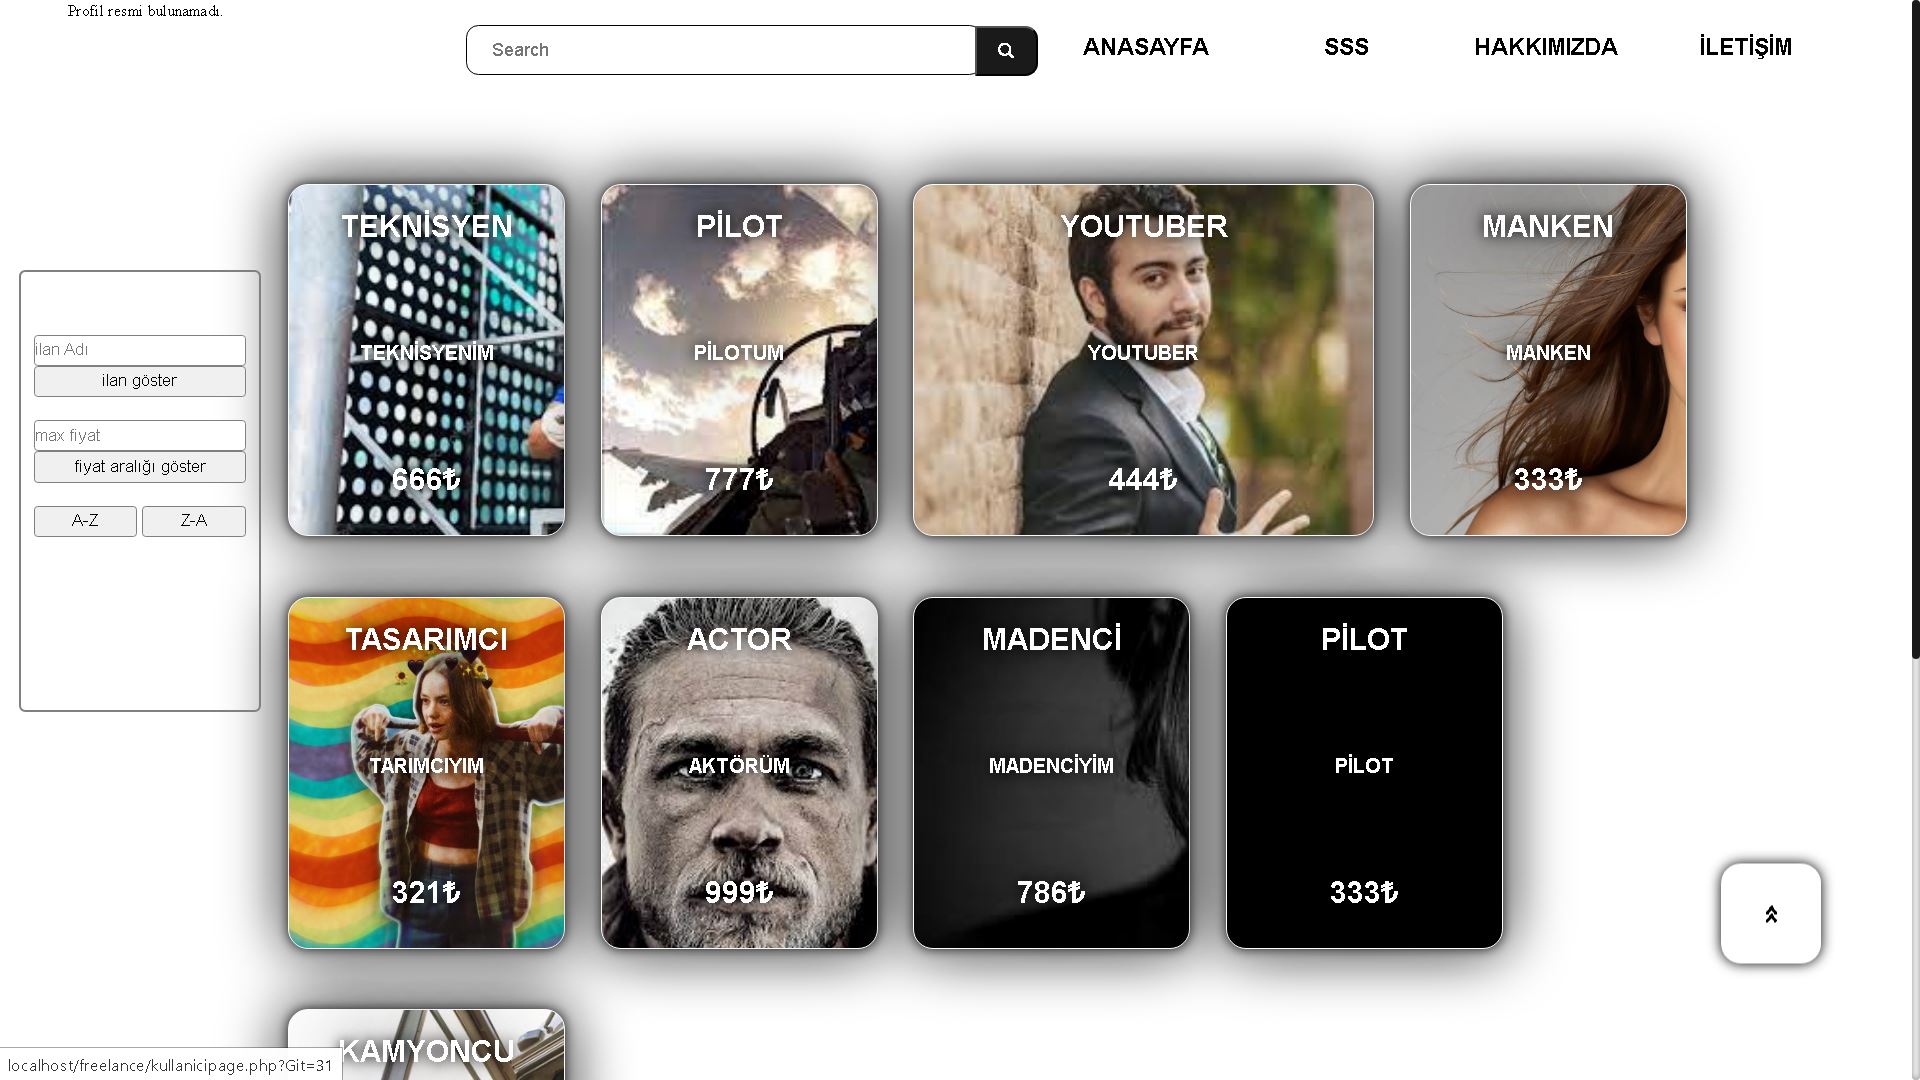 Profil resmi bulunamadı.
Search
ANASAYFA
SSS
HAKKIMIZDA
İLETİŞİM
TEKNİSYEN
PİLOT
YOUTUBER
MANKEN
ilan Adı
ilan göster
max fiyat
fiyat aralığı göster
A-Z
Z-A
TEKNİSYENİM
PİLOTUM
YOUTUBER
MANKEN
666₺
777₺
444₺
333₺
TASARIMCI
ACTOR
MADENCİ
PİLOT
TARIMCIYIM
AKTÖRÜM
MADENCİYİM
PİLOT
321₺
999₺
786₺
333₺
KAMYONCU
localhost/freelance/kullanicipage.php?Git=31